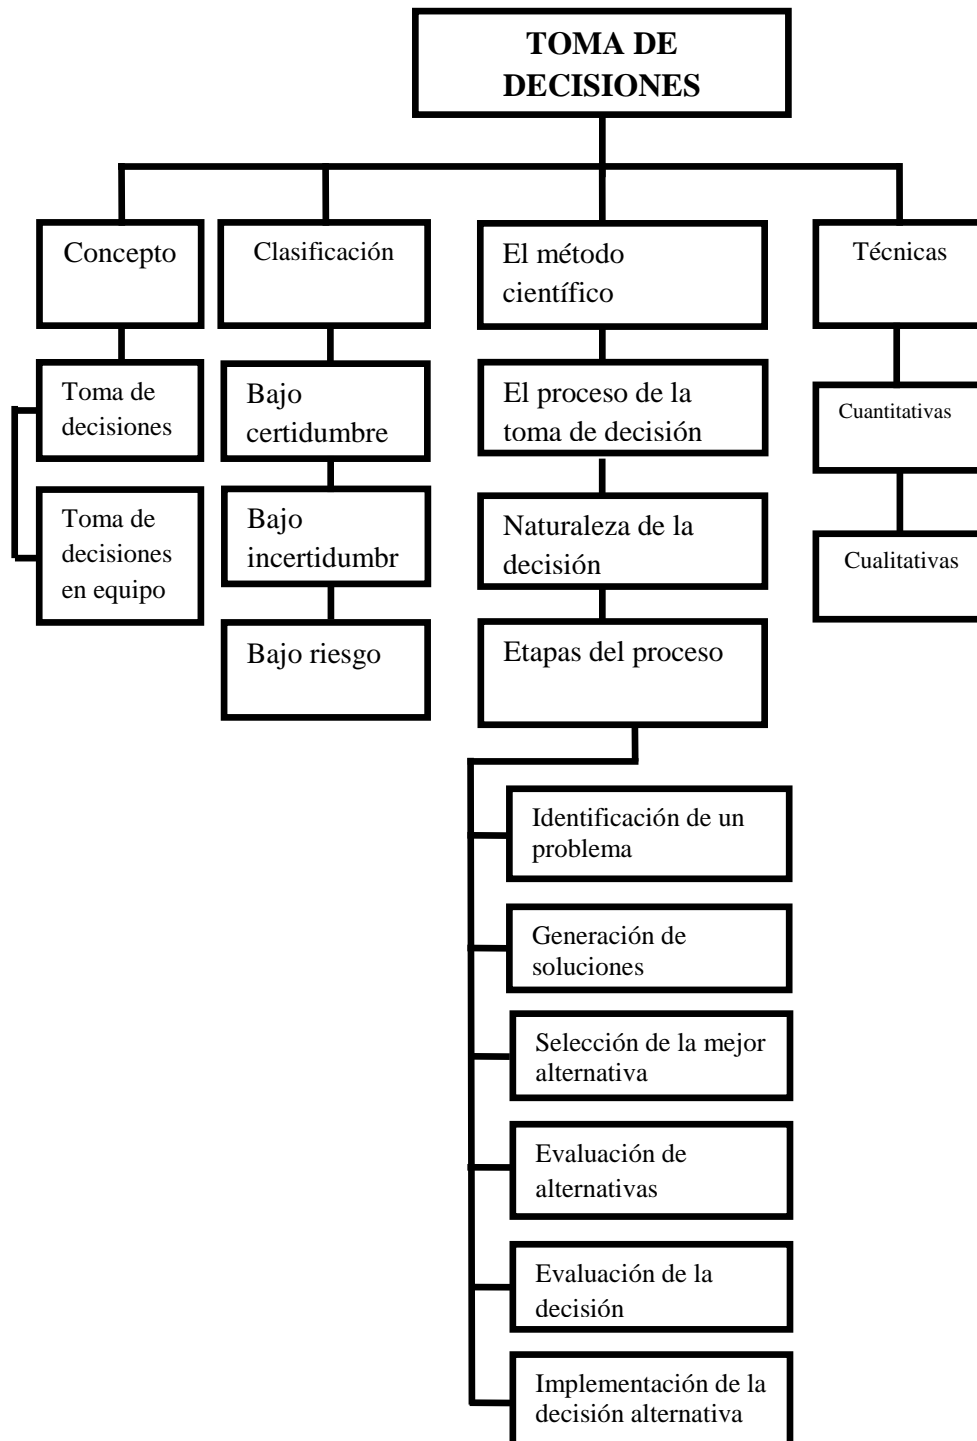 TOMA DE
DECISIONES
Concepto
Toma de
decisiones
Toma de
decisiones
en equipo
Clasificación
Bajo
certidumbre
Bajo
incertidumbr
Bajo riesgo
El método
científico
El proceso de la
toma de decisión
Naturaleza de la
decisión
Etapas del proceso
Identificación de un
problema
Generación de
soluciones
Selección de la mejor
alternativa
Evaluación de
alternativas
Evaluación de la
decisión
Implementación de la
decisión alternativa
Técnicas
Cuantitativas
Cualitativas